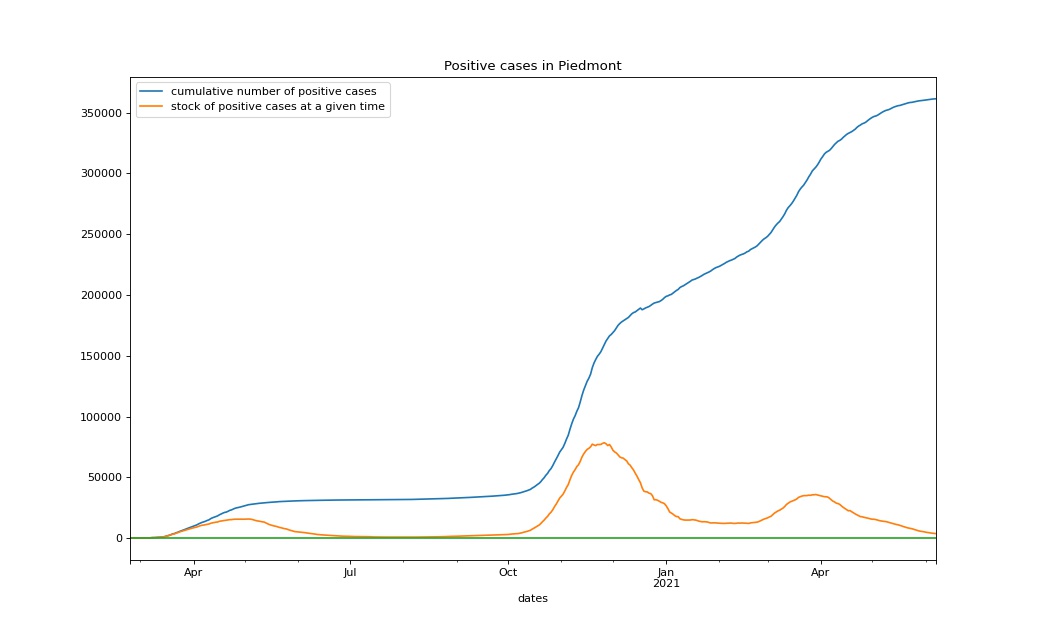 Positive cases in Piedmont
cumulative number of positive cases
stock of positive cases at a given time
350000
300000
250000
200000
150000
100000
50000
0
Apr
Jul
Oct
Jan
2021
Apr
dates